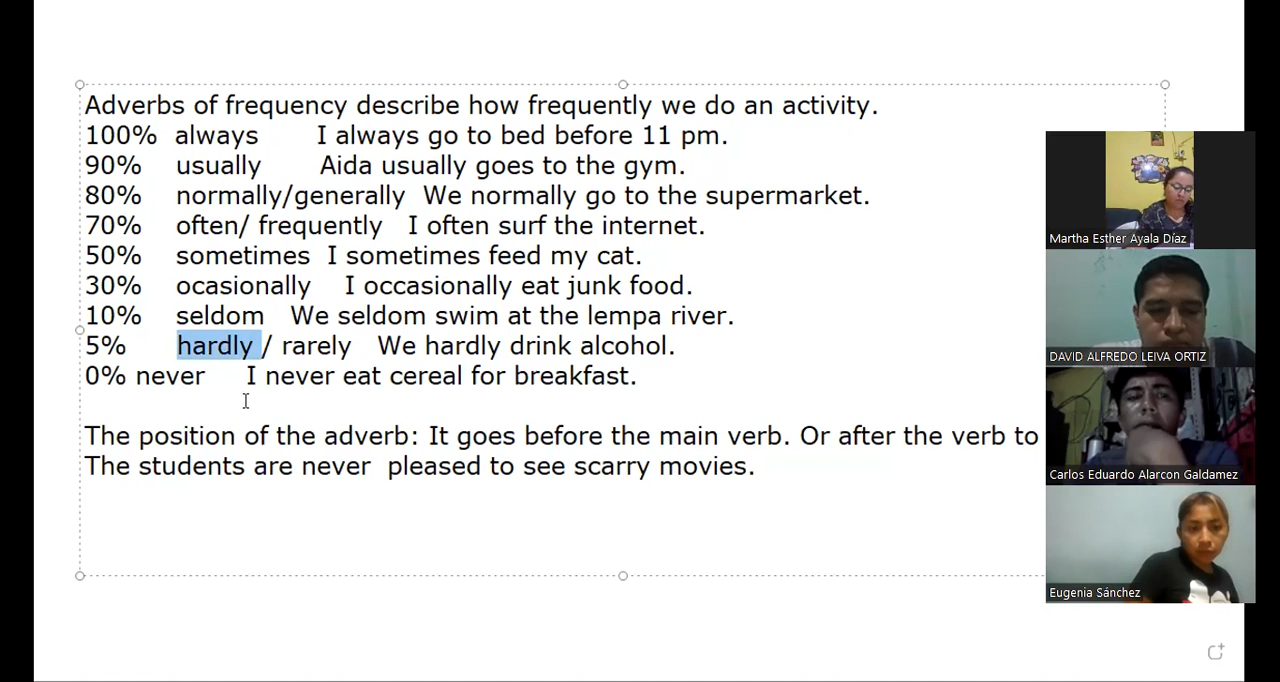 Adverbs of frequency describe how frequently we do an activity.
100% always I always go to bed before 11 pm.
90% usually Aida usually goes to the gym.
80% normally/generally We normally go to the supermarket.
70% often/ frequently I often surf the internet.
50% sometimes I sometimes feed my cat.
30% ocasionally I occasionally eat junk food.
10% seldom We seldom swim at the lempa river.
5% hardly / rarely We hardly drink alcohol.
0% never I never eat cereal for breakfast.
The position of the adverb: It goes before the main verb. Or after the verb to
The students are never pleased to see scarry movies.
Martha Esther Ayala Díaz
DAVID ALFREDO LEIVA ORTIZ
Carlos Eduardo Alarcon Galdamez
Eugenia Sánchez